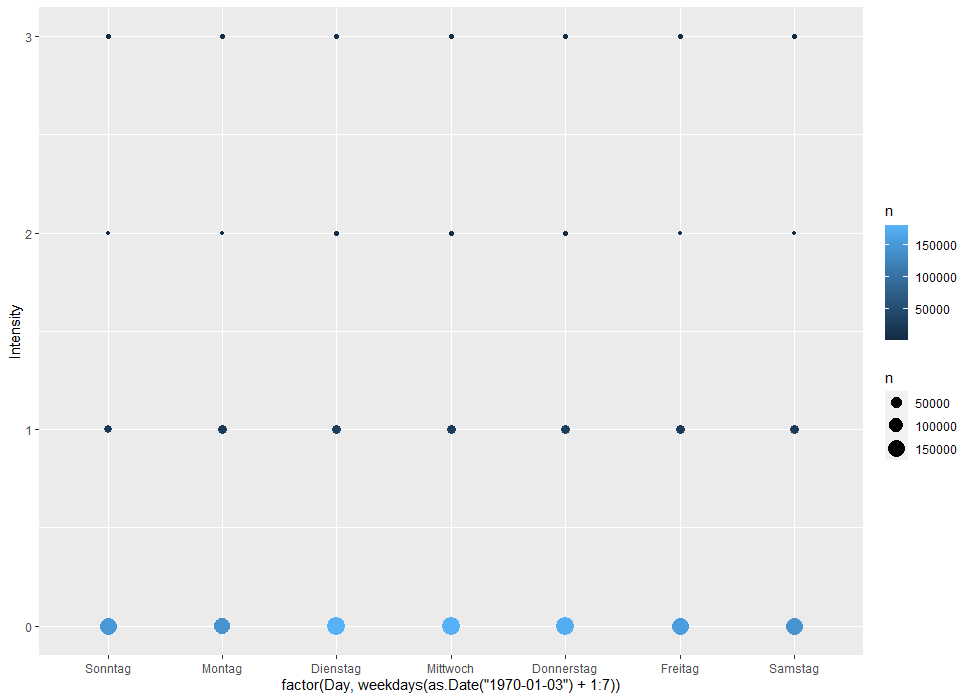 3
2
1
0
Intensity
Sonntag Montag Dienstag Mittwoch Donnerstag Freitag Samstag
factor(Day, weekdays(as.Date("1970-01-03") + 1:7))
n
150000
100000
50000
n
50000
100000
150000